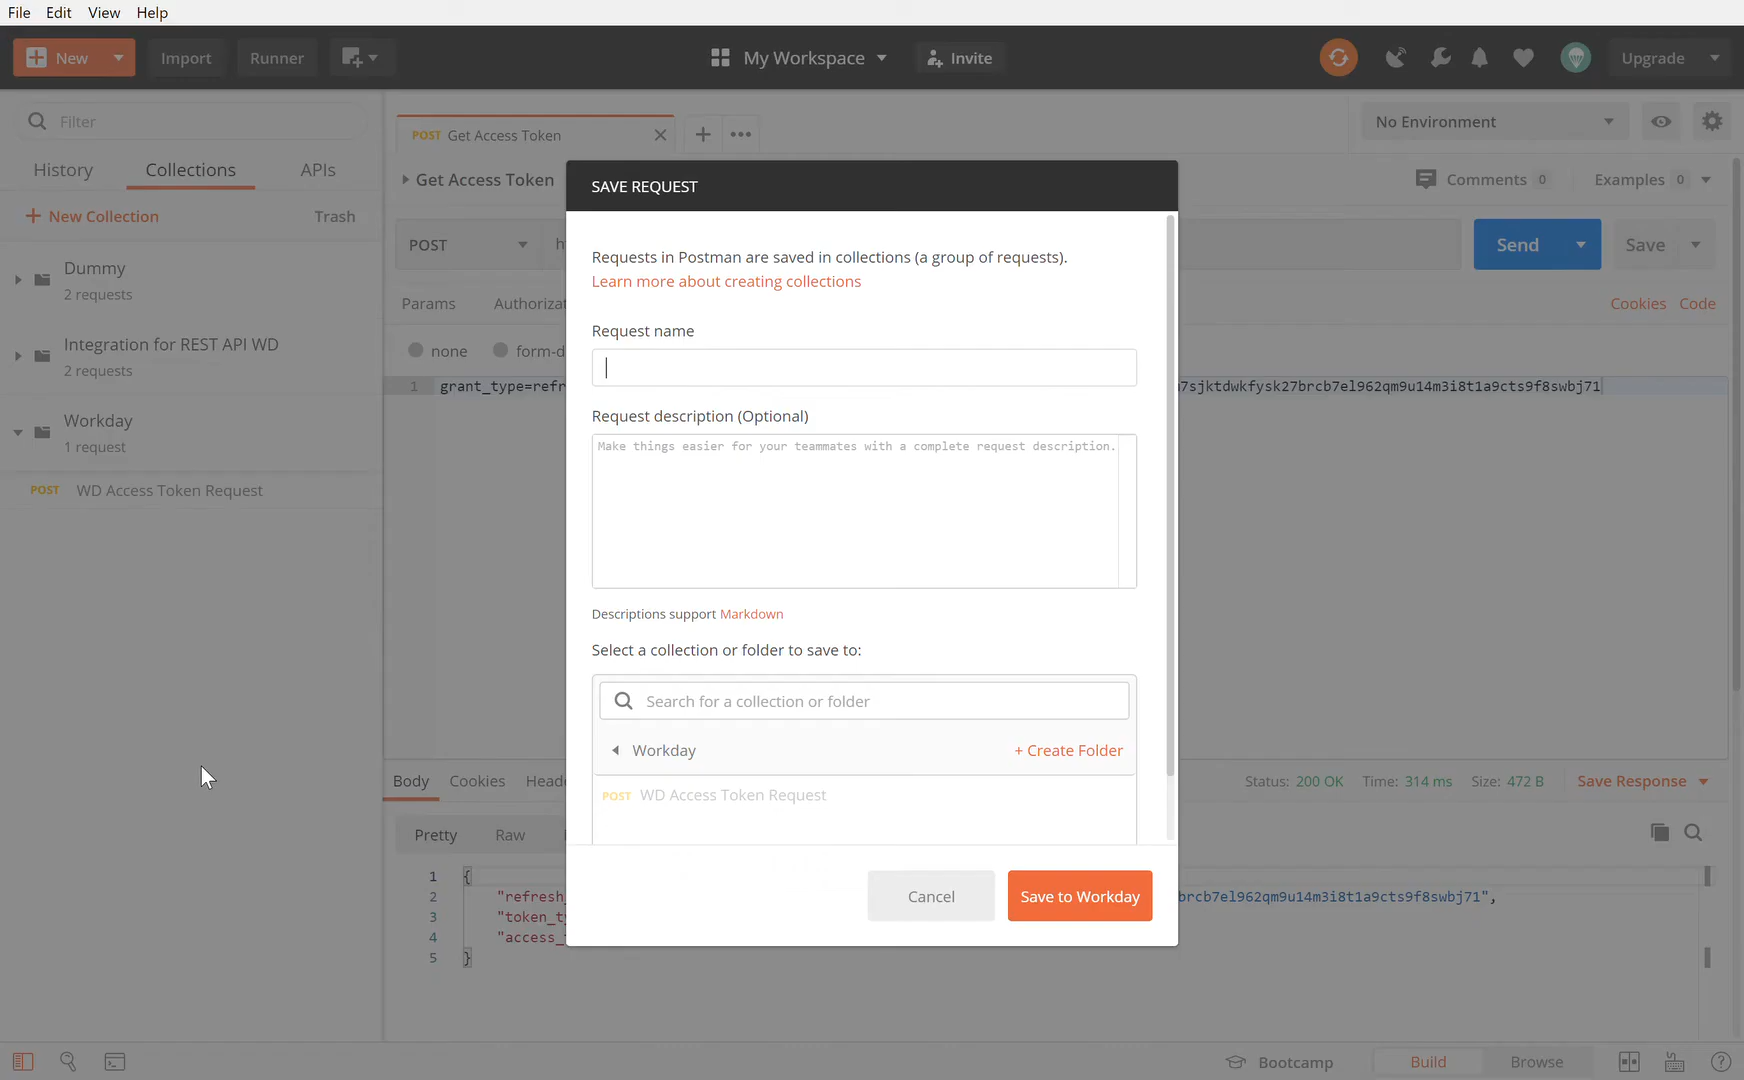 File Edit View Help
New Import Runner My Workspace Invite Upgrade
Filter
POST Get Access Token
No Environment
History Collections APIs
Get Access Token
Comments 0 Examples 0
New Collection Trash
POST
Send Save
Dummy
2 requests
Params
Cookies Code
Integration for REST API WD
2 requests
none
1 grant_type=refr
7sjktdwkfysk27brcb7el962qm9u14m3i8t1a9cts9f8swbj71
Workday
1 request
POST WD Access Token Request
SAVE REQUEST
Requests in Postman are saved in collections (a group of requests).
Learn more about creating collections
Request name
Request description (Optional)
Make things easier for your teammates with a complete request description.
Descriptions support Markdown
Select a collection or folder to save to:
Search for a collection or folder
Workday + Create Folder
POST WD Access Token Request
Cancel Save to Workday
Body Cookies
Status: 200 OK Time: 314 ms Size: 472 B Save Response
Pretty Raw
1 {
2 "refresh
brcb7el962qm9u14m3i8t1a9cts9f8swbj71",
3 "token_ty
4 "access_
5 }
Bootcamp Build Browse